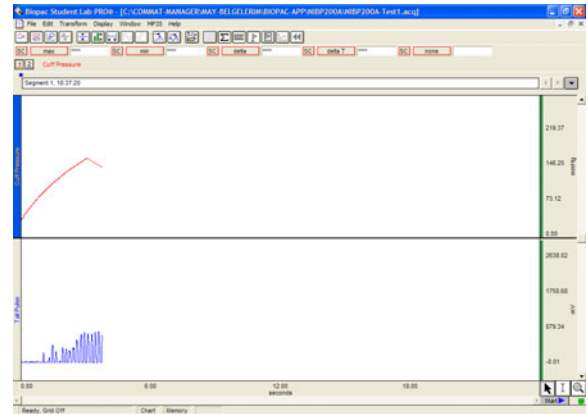 Biopac Student Lab PRO® - [C:\COMMAT-MANAGER\MAY-BELGELERIM\BIOPAC-APP\NIBP200A\NIBP200A-Test1.acq]
File Edit Transform Display Window MP35 Help
SC max SC min SC delta SC delta T SC none
1 2 Cuff Pressure
Segment 1, 18:37:20
Cuff Pressure
219.37
146.25
73.12
0.00
mmHg
Tail Pulse
2638.02
1758.68
879.34
-0.01
mV
0.00 6.00 12.00 18.00
seconds
Start
Ready, Grid Off Chart Memory